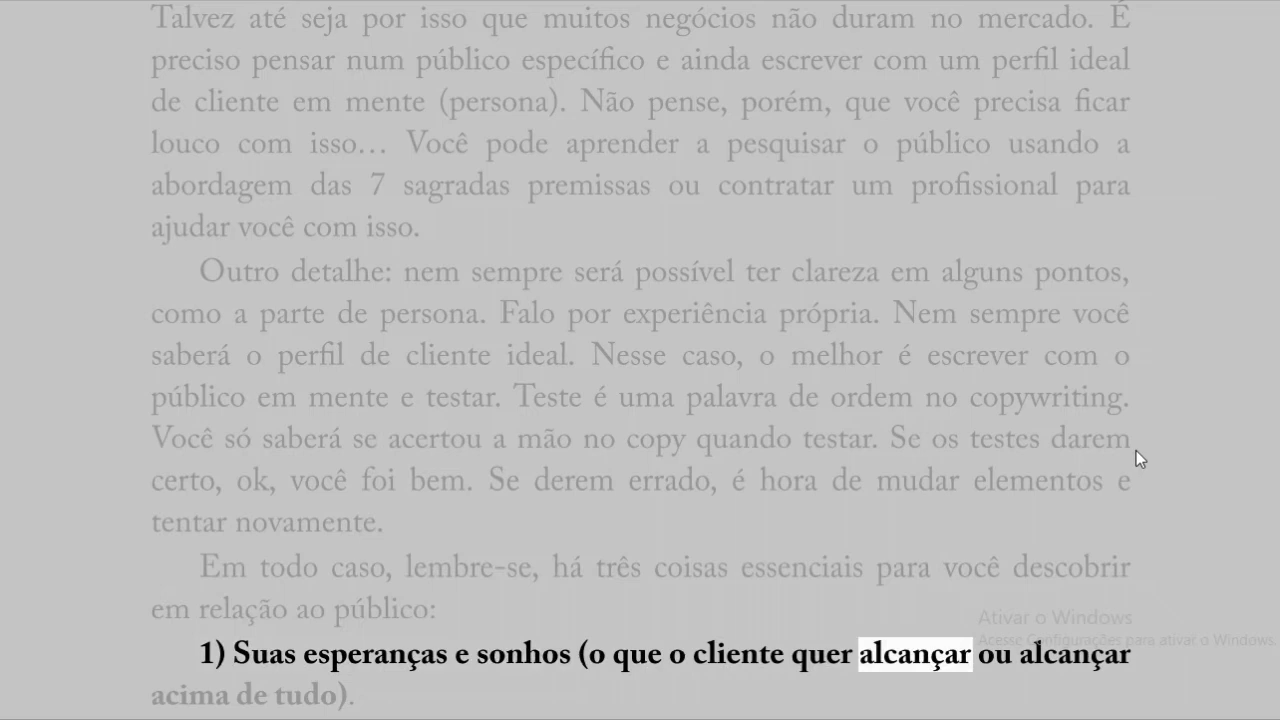 Talvez até seja por isso que muitos negócios não duram no mercado. É
preciso pensar num público específico e ainda escrever com um perfil ideal
de cliente em mente (persona). Não pense, porém, que você precisa ficar
louco com isso… Você pode aprender a pesquisar o público usando a
abordagem das 7 sagradas premissas ou contratar um profissional para
ajudar você com isso.
Outro detalhe: nem sempre será possível ter clareza em alguns pontos,
como a parte de persona. Falo por experiência própria. Nem sempre você
saberá o perfil de cliente ideal. Nesse caso, o melhor é escrever com o
público em mente e testar. Teste é uma palavra de ordem no copywriting.
Você só saberá se acertou a mão no copy quando testar. Se os testes darem
certo, ok, você foi bem. Se derem errado, é hora de mudar elementos e
tentar novamente.
Em todo caso, lembre-se, há três coisas essenciais para você descobrir
em relação ao público:
Ativar o Windows
Acesse Configurações para ativar o Windows.
1) Suas esperanças e sonhos (o que o cliente quer alcançar ou alcançar
acima de tudo).